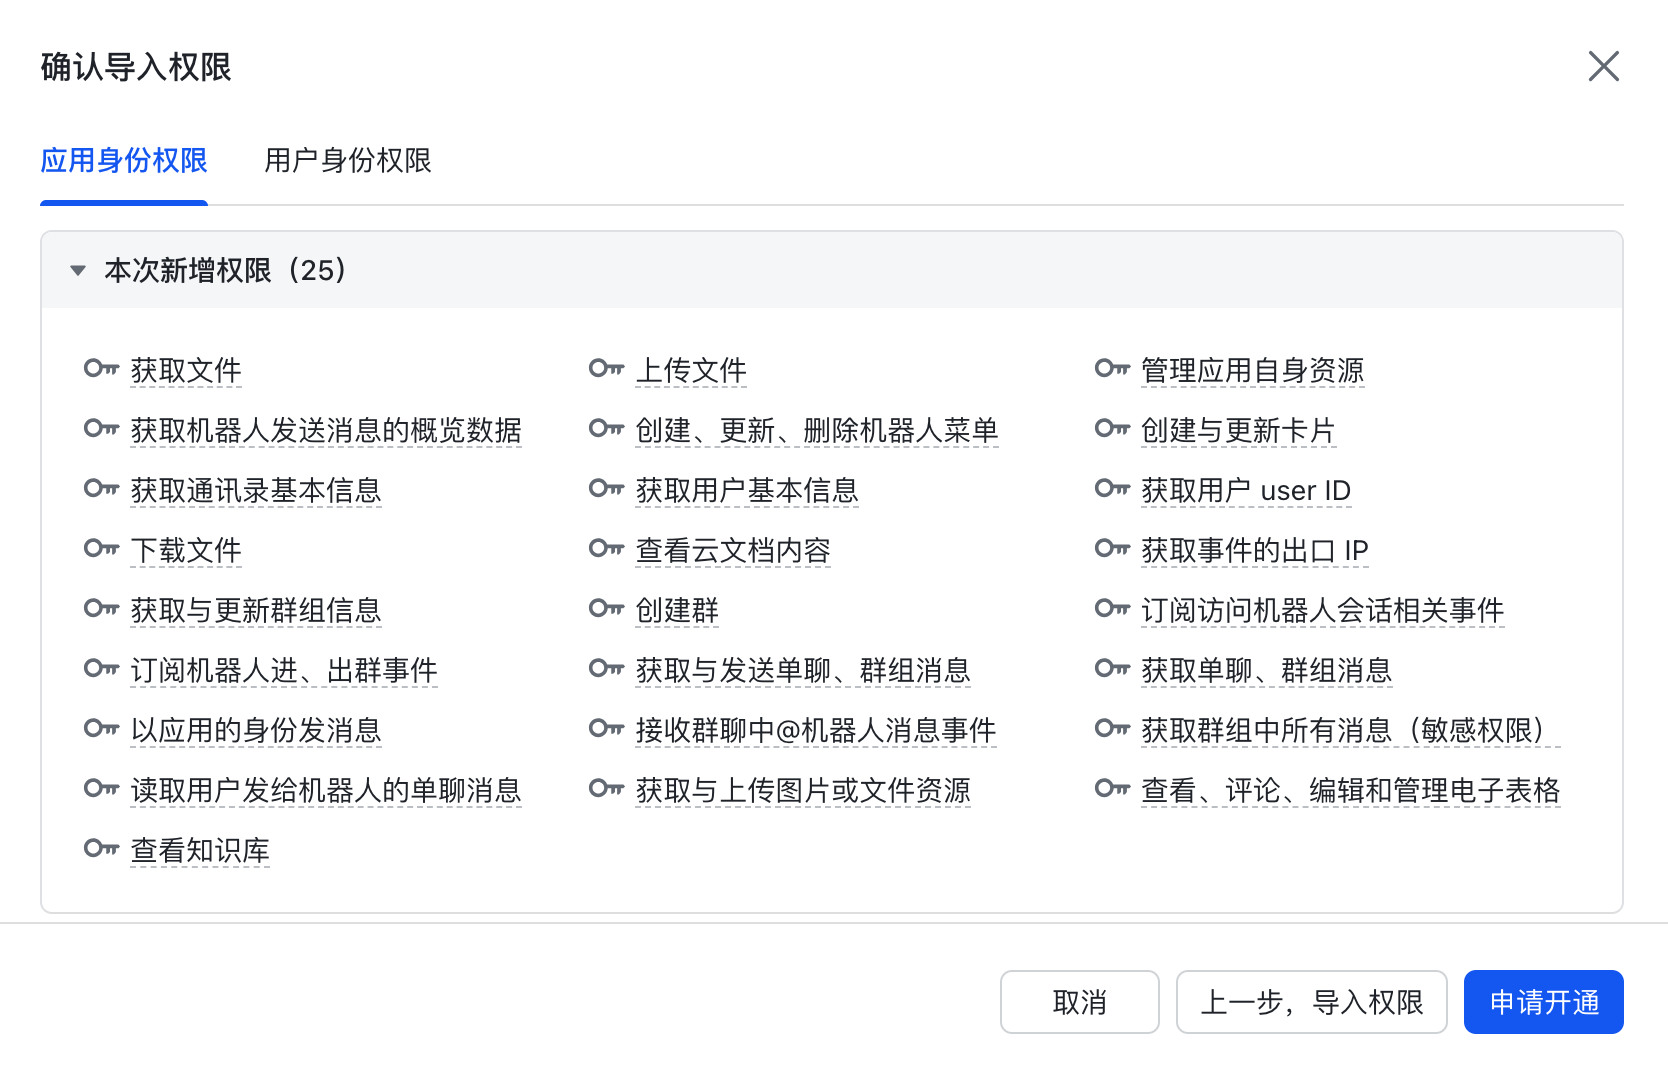 确认导入权限
应用身份权限
用户身份权限
本次新增权限（25）
获取文件
上传文件
管理应用自身资源
获取机器人发送消息的概览数据
创建、更新、删除机器人菜单
创建与更新卡片
获取通讯录基本信息
获取用户基本信息
获取用户 user ID
下载文件
查看云文档内容
获取事件的出口 IP
获取与更新群组信息
创建群
订阅访问机器人会话相关事件
订阅机器人进、出群事件
获取与发送单聊、群组消息
获取单聊、群组消息
以应用的身份发消息
接收群聊中@机器人消息事件
获取群组中所有消息（敏感权限）
读取用户发给机器人的单聊消息
获取与上传图片或文件资源
查看、评论、编辑和管理电子表格
查看知识库
取消
上一步，导入权限
申请开通